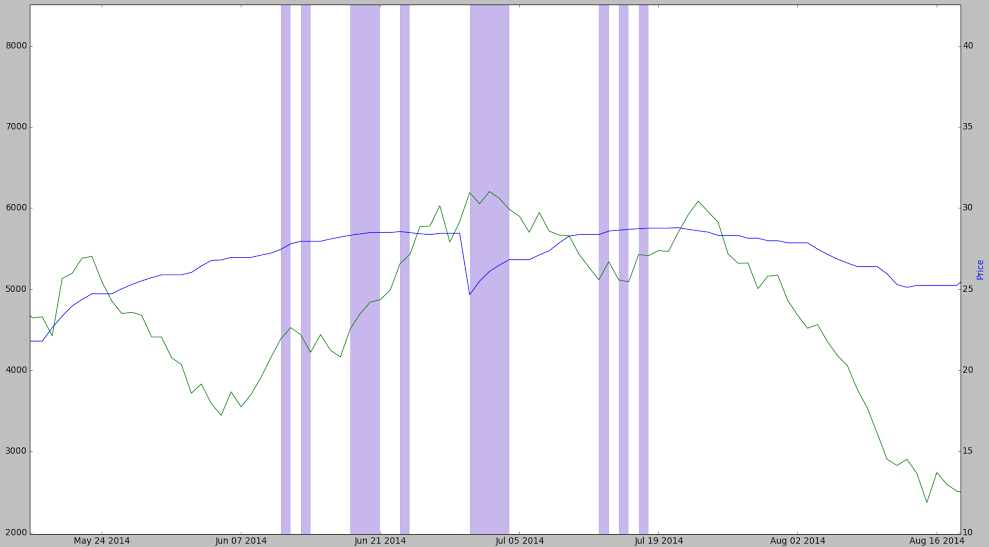 8000
7000
6000
5000
4000
3000
2000
40
35
30
25
20
15
10
Price
May 24 2014
Jun 07 2014
Jun 21 2014
Jul 05 2014
Jul 19 2014
Aug 02 2014
Aug 16 2014